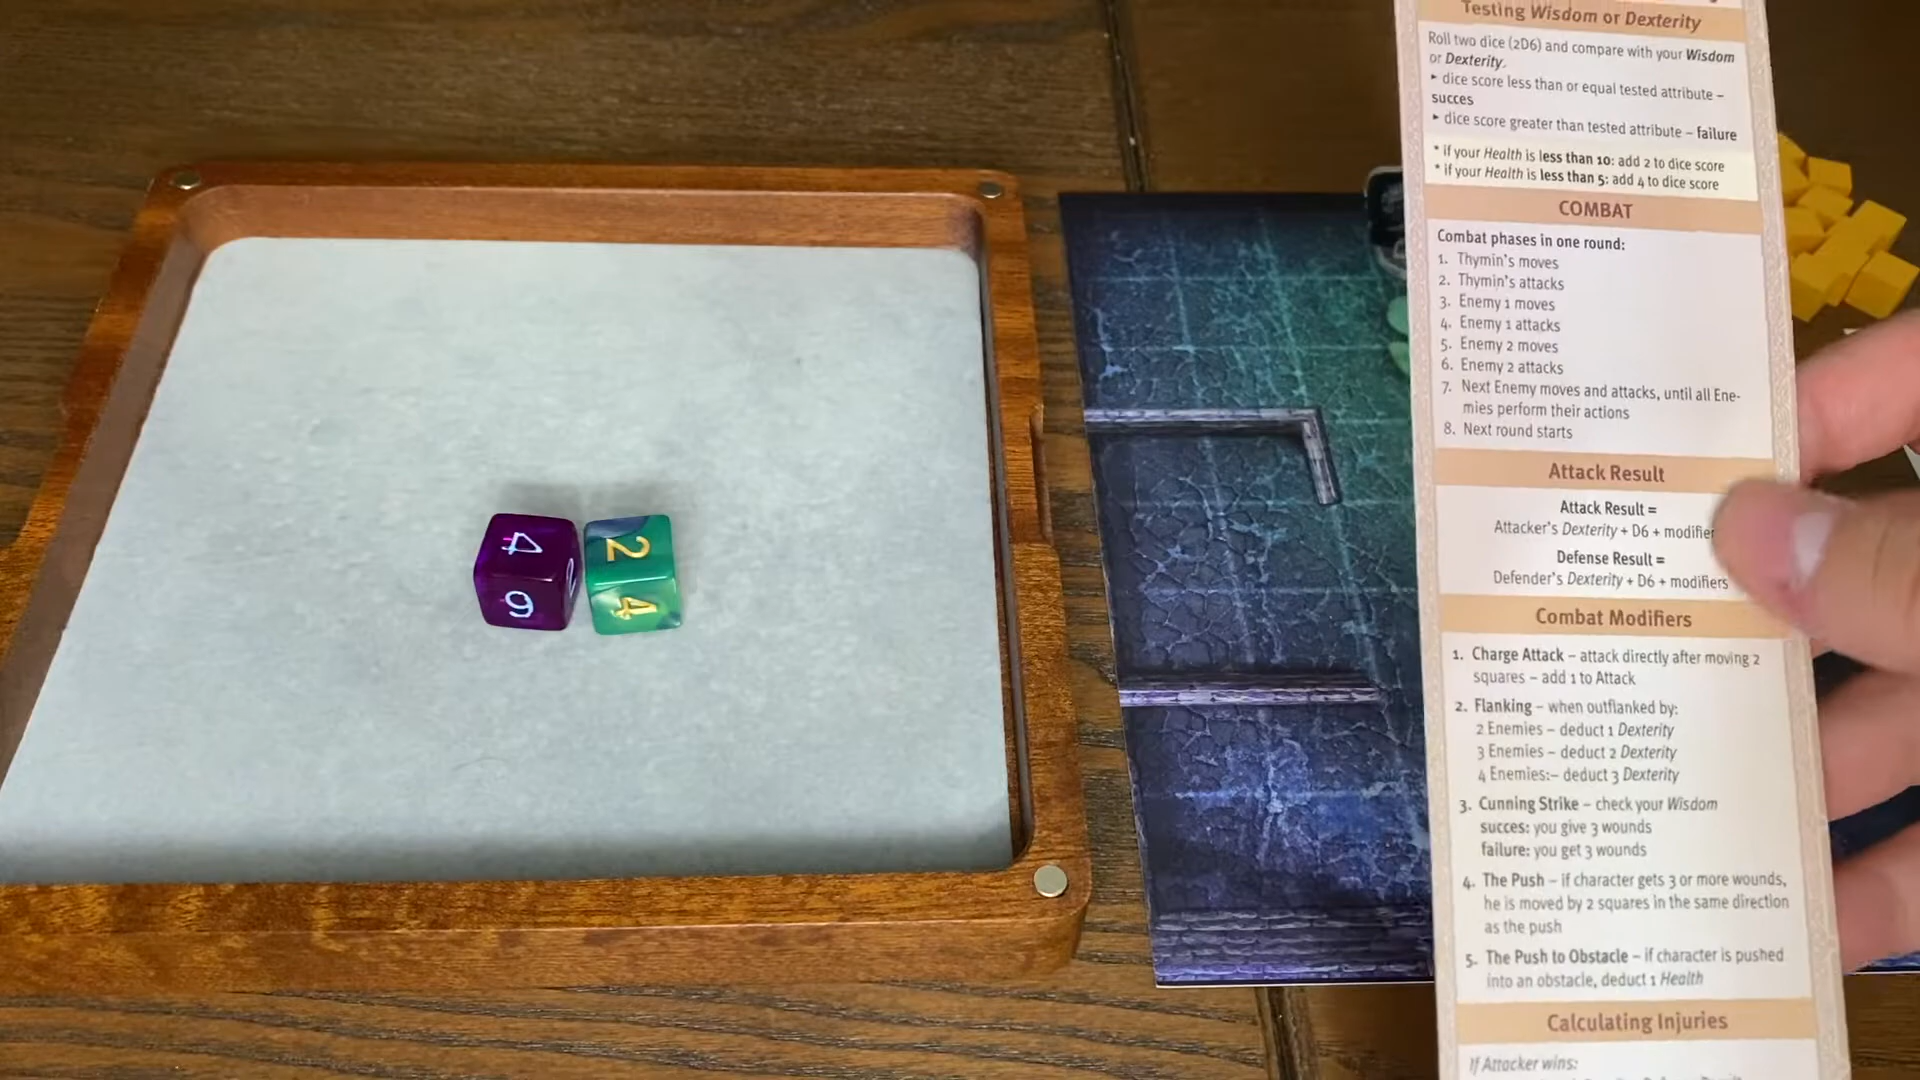 Testing Wisdom or Dexterity
Roll two dice (2D6) and compare with your Wisdom
or Dexterity.
‣ dice score less than or equal tested attribute –
succes
‣ dice score greater than tested attribute – failure
* if your Health is less than 10: add 2 to dice score
* if your Health is less than 5: add 4 to dice score
COMBAT
Combat phases in one round:
1. Thymin's moves
2. Thymin's attacks
3. Enemy 1 moves
4. Enemy 1 attacks
5. Enemy 2 moves
6. Enemy 2 attacks
7. Next Enemy moves and attacks, until all Ene-
mies perform their actions
8. Next round starts
Attack Result
Attack Result =
Attacker's Dexterity + D6 + modifier
Defense Result =
Defender's Dexterity + D6 + modifiers
Combat Modifiers
1. Charge Attack – attack directly after moving 2
squares – add 1 to Attack
2. Flanking – when outflanked by:
2 Enemies – deduct 1 Dexterity
3 Enemies – deduct 2 Dexterity
4 Enemies:– deduct 3 Dexterity
3. Cunning Strike – check your Wisdom
succes: you give 3 wounds
failure: you get 3 wounds
4. The Push – if character gets 3 or more wounds,
he is moved by 2 squares in the same direction
as the push
5. The Push to Obstacle – if character is pushed
into an obstacle, deduct 1 Health
Calculating Injuries
If Attacker wins:
4 2
6 4